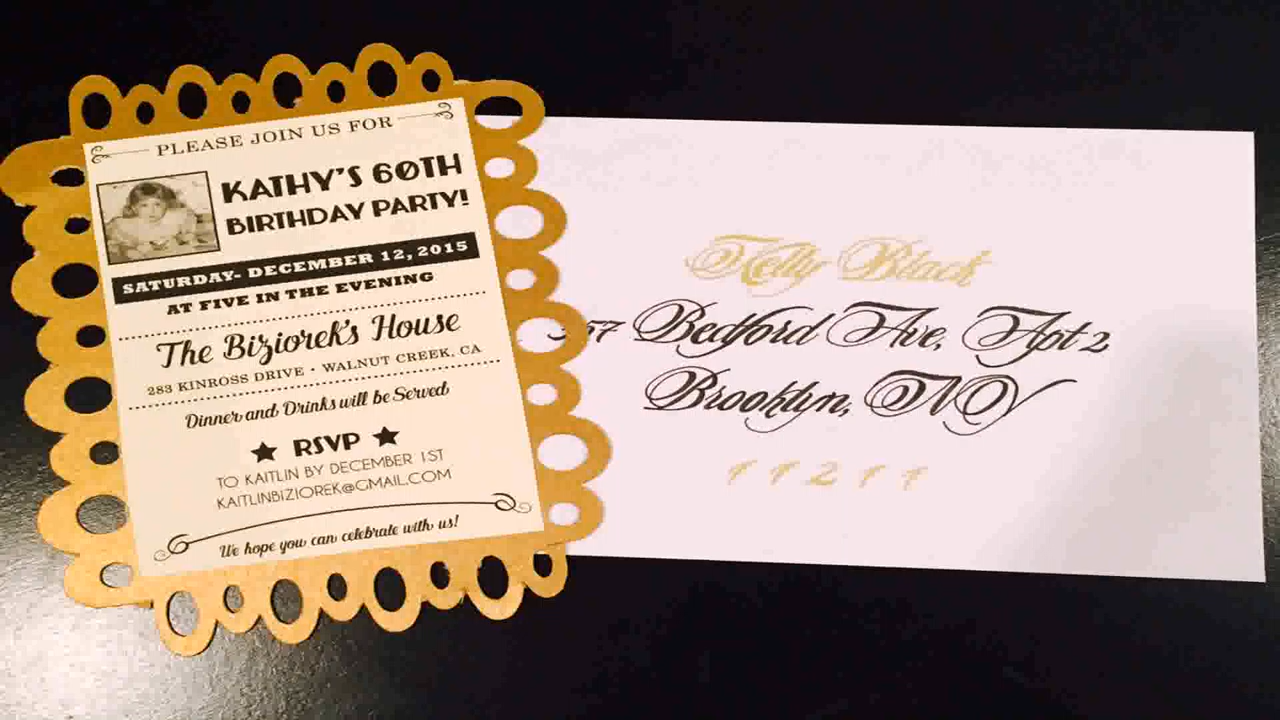 PLEASE JOIN US FOR
KATHY'S 60TH
BIRTHDAY PARTY!
SATURDAY- DECEMBER 12, 2015
AT FIVE IN THE EVENING
The Biziorek's House
283 KINROSS DRIVE • WALNUT CREEK, CA
Dinner and Drinks will be Served
★ RSVP ★
TO KAITLIN BY DECEMBER 1ST
KAITLINBIZIOREK@GMAIL.COM
We hope you can celebrate with us!
Kelly Black
Bedford Ave, Apt 2
Brooklyn, NY
11211